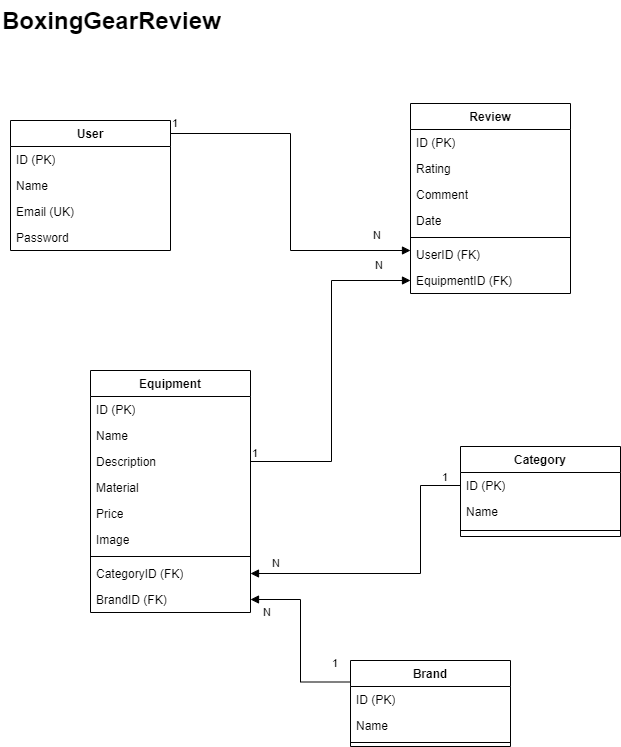 BoxingGearReview
User
ID (PK)
Name
Email (UK)
Password
1
Review
ID (PK)
Rating
Comment
Date
UserID (FK)
EquipmentID (FK)
N
N
Equipment
ID (PK)
Name
Description
Material
Price
Image
CategoryID (FK)
BrandID (FK)
1
Category
ID (PK)
Name
1
N
N
1
Brand
ID (PK)
Name